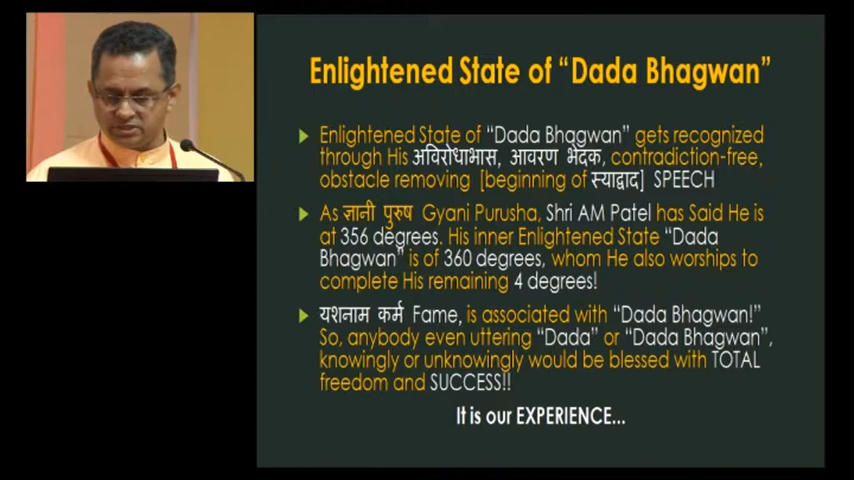 Enlightened State of “Dada Bhagwan”
Enlightened State of “Dada Bhagwan” gets recognized
through His अविरोधाभास, आवरण भेदक, contradiction-free,
obstacle removing [beginning of स्याद्वाद] SPEECH
As ज्ञानी पुरुष Gyani Purusha, Shri AM Patel has Said He is
at 356 degrees. His inner Enlightened State “Dada
Bhagwan” is of 360 degrees, whom He also worships to
complete His remaining 4 degrees!
यशनाम कर्म Fame, is associated with “Dada Bhagwan!”
So, anybody even uttering “Dada” or “Dada Bhagwan”,
knowingly or unknowingly would be blessed with TOTAL
freedom and SUCCESS!!
It is our EXPERIENCE...